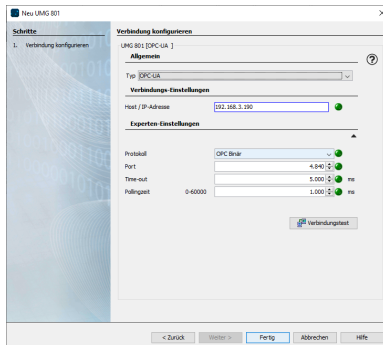 Neu UMG 801
Schritte
1. Verbindung konfigurieren
Verbindung konfigurieren
UMG 801 [OPC-UA ]
Allgemein
Typ OPC-UA
Verbindungs-Einstellungen
Host / IP-Adresse 192.168.3.190
Experten-Einstellungen
Protokoll OPC Binär
Port 4.840
Time-out 5.000 ms
Pollingzeit 0-60000 1.000 ms
Verbindungstest
< Zurück Weiter > Fertig Abbrechen Hilfe